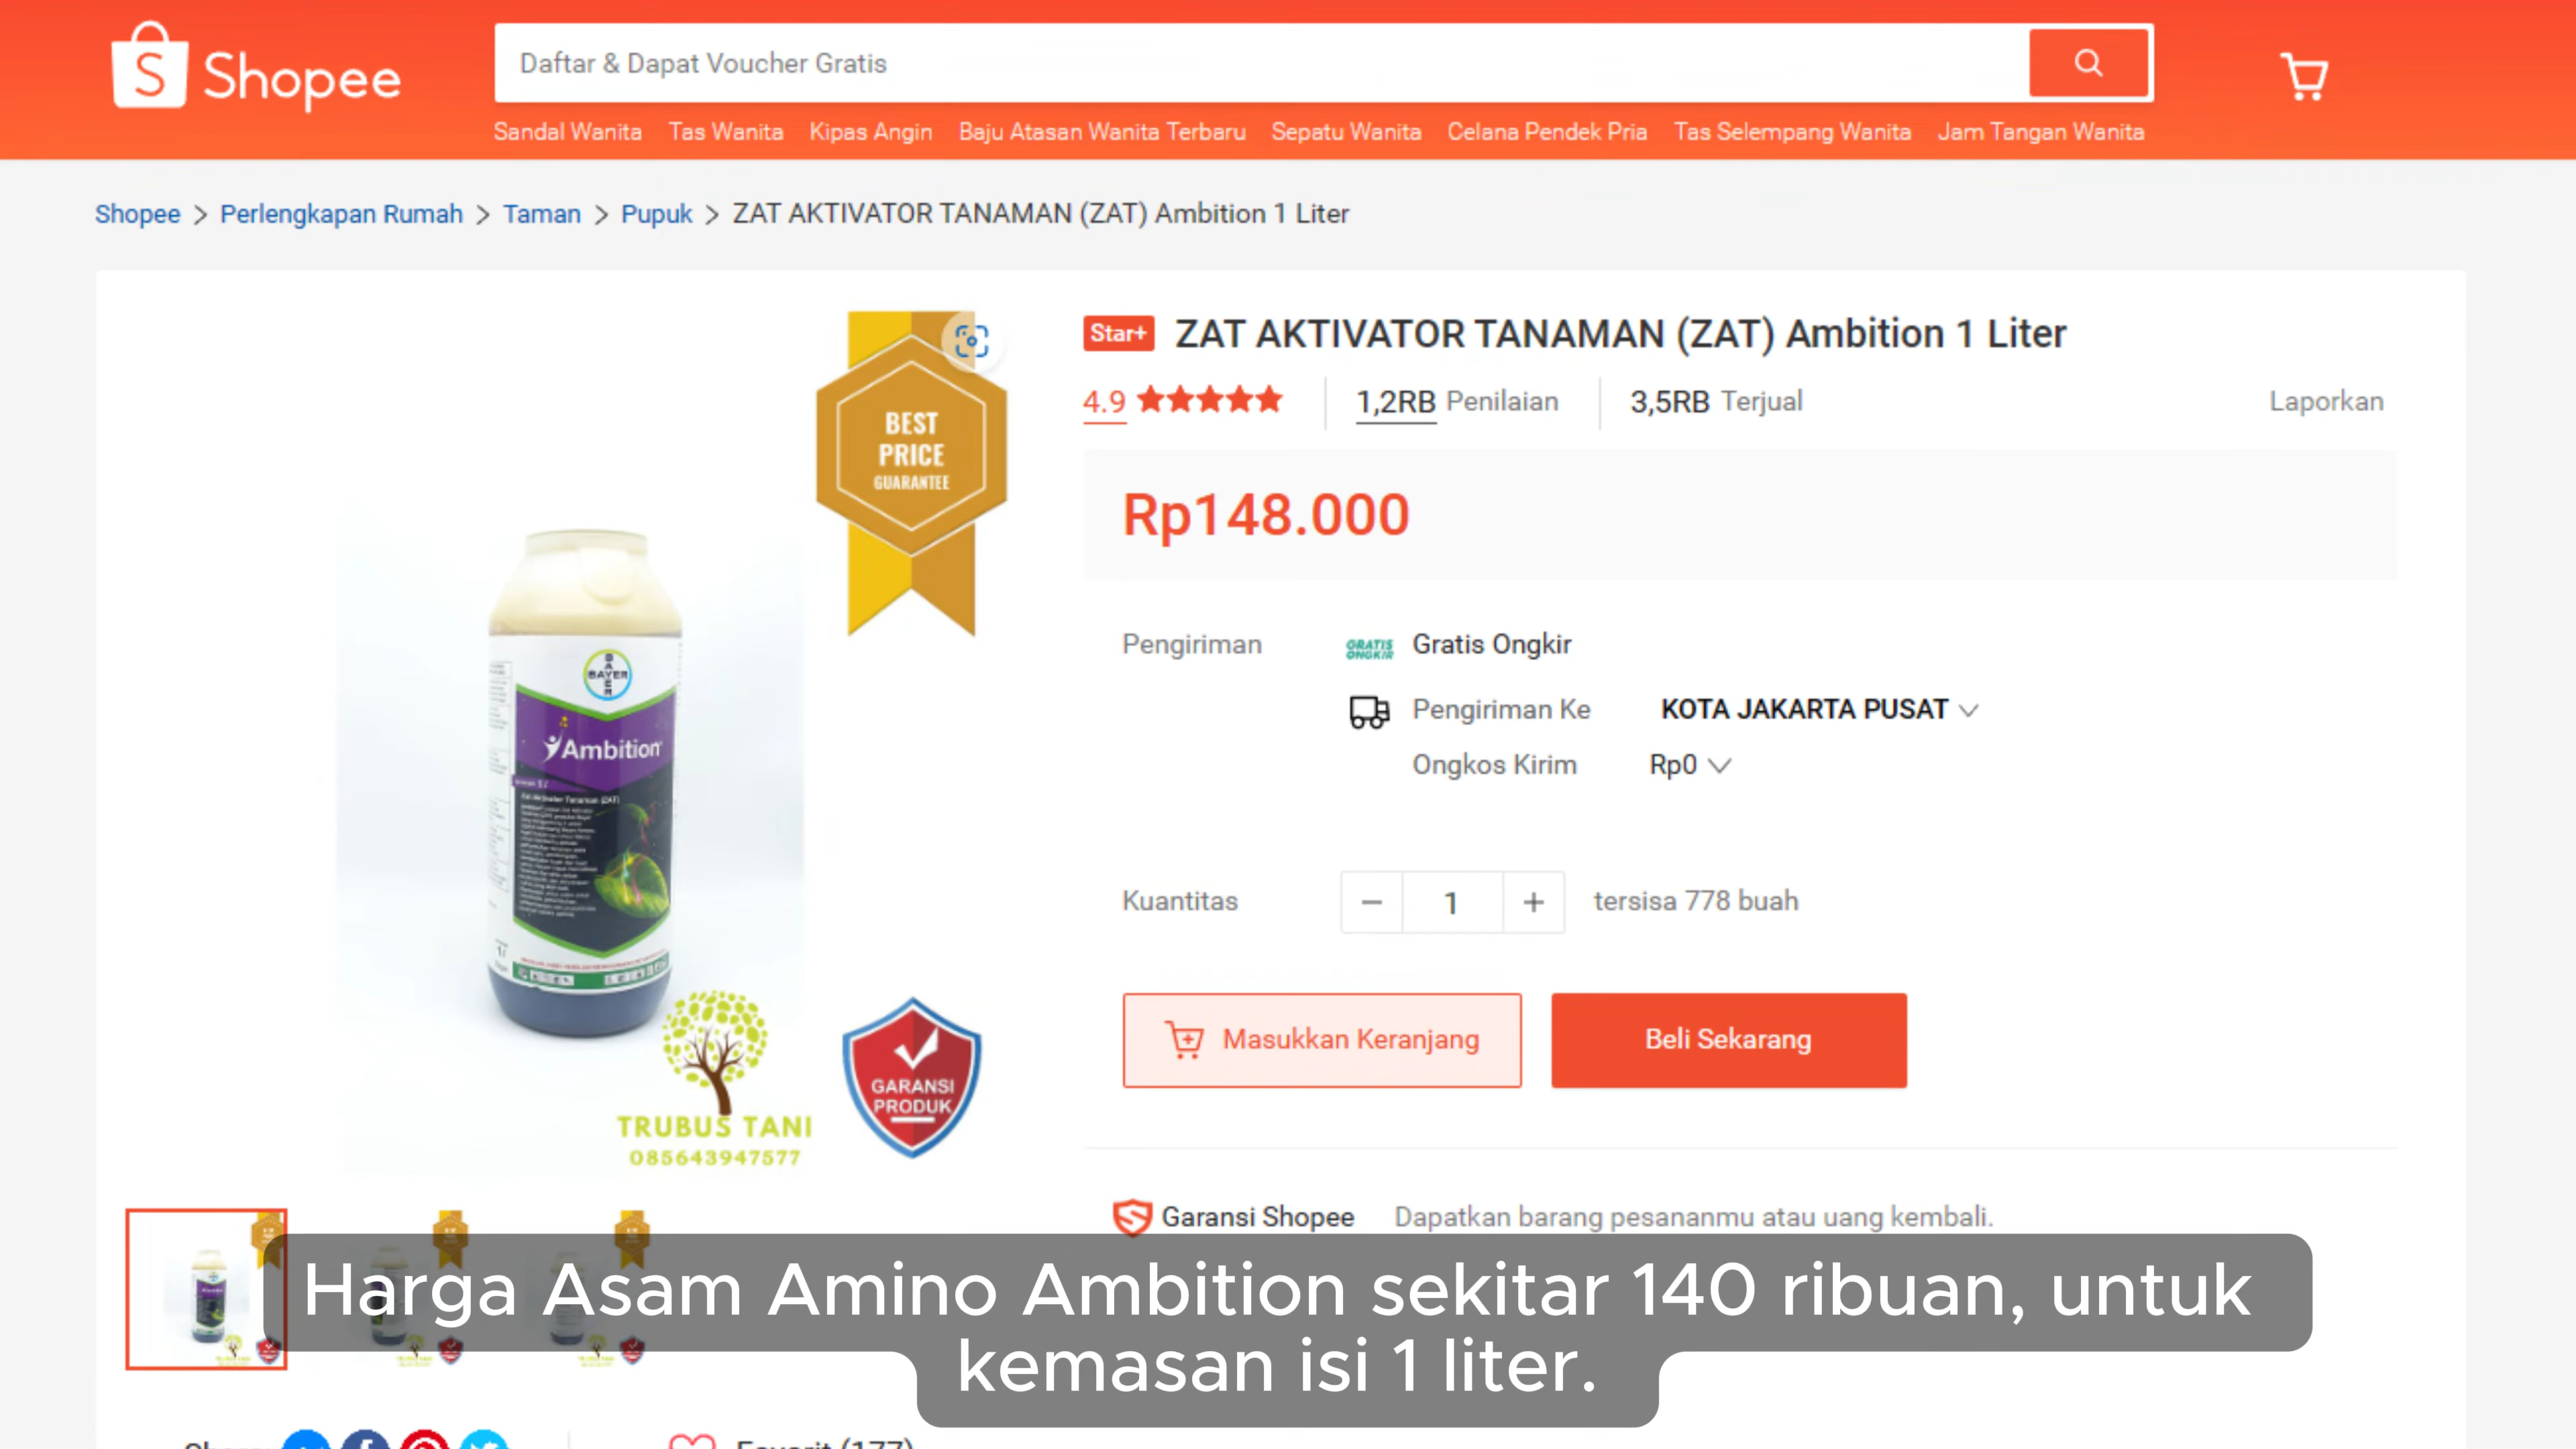 Shopee
Daftar & Dapat Voucher Gratis
Sandal Wanita Tas Wanita Kipas Angin Baju Atasan Wanita Terbaru Sepatu Wanita Celana Pendek Pria Tas Selempang Wanita Jam Tangan Wanita
Shopee > Perlengkapan Rumah > Taman > Pupuk > ZAT AKTIVATOR TANAMAN (ZAT) Ambition 1 Liter
BEST
PRICE
GUARANTEE
BAYER
Ambition
TRUBUS TANI
085643947577
GARANSI
PRODUK
Star+ ZAT AKTIVATOR TANAMAN (ZAT) Ambition 1 Liter
4.9 1,2RB Penilaian 3,5RB Terjual Laporkan
Rp148.000
Pengiriman GRATIS ONGKIR Gratis Ongkir
Pengiriman Ke KOTA JAKARTA PUSAT
Ongkos Kirim Rp0
Kuantitas − 1 + tersisa 778 buah
Masukkan Keranjang Beli Sekarang
Garansi Shopee Dapatkan barang pesananmu atau uang kembali.
Harga Asam Amino Ambition sekitar 140 ribuan, untuk
kemasan isi 1 liter.
Favorit (177)